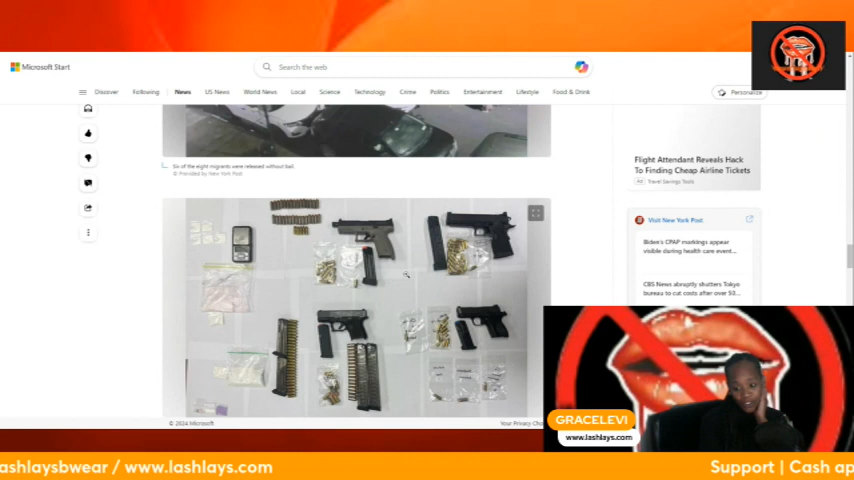 Microsoft Start
Search the web
Discover
Following
News
US News
World News
Local
Science
Technology
Crime
Politics
Entertainment
Lifestyle
Food & Drink
Personalize
Six of the eight migrants were released without bail.
© Provided by New York Post
Flight Attendant Reveals Hack
To Finding Cheap Airline Tickets
Ad
Travel Savings Tools
Visit New York Post
Biden's CPAP markings appear
visible during health care event...
CBS News abruptly shutters Tokyo
bureau to cut costs after over 50...
© 2024 Microsoft
Your Privacy Cho
GRACELEVI
www.lashlays.com
ashlaysbwear / www.lashlays.com
Support | Cash ap